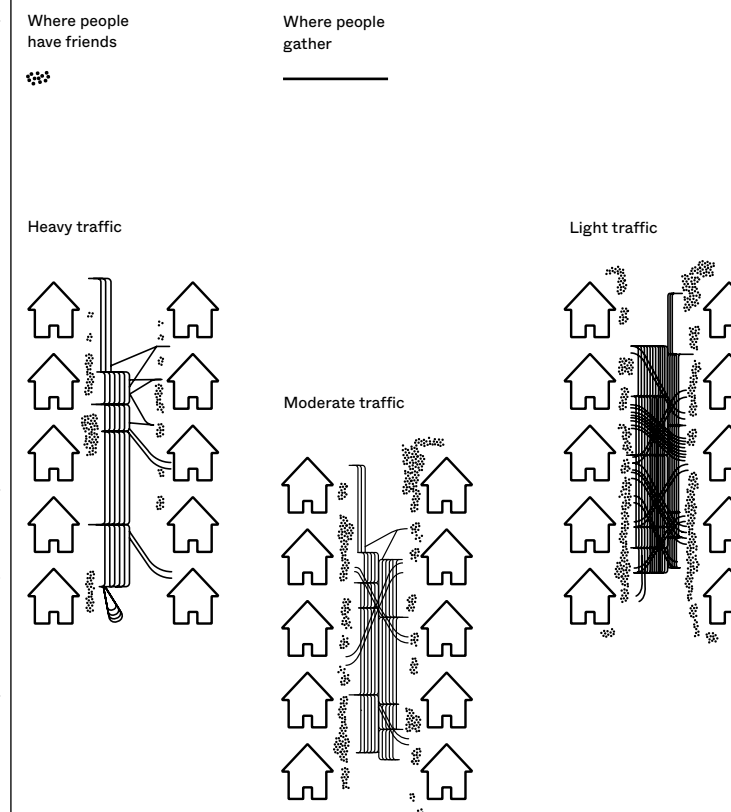 Where people
have friends
Where people
gather
Heavy traffic
Light traffic
Moderate traffic